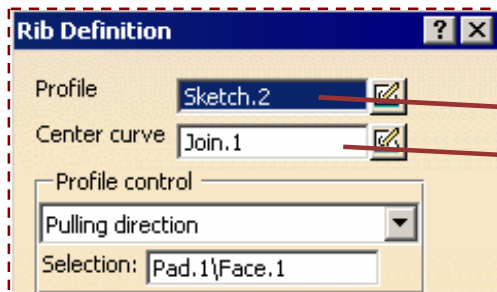 Rib Definition
Profile Sketch.2
Center curve Join.1
Profile control
Pulling direction
Selection: Pad.1\Face.1